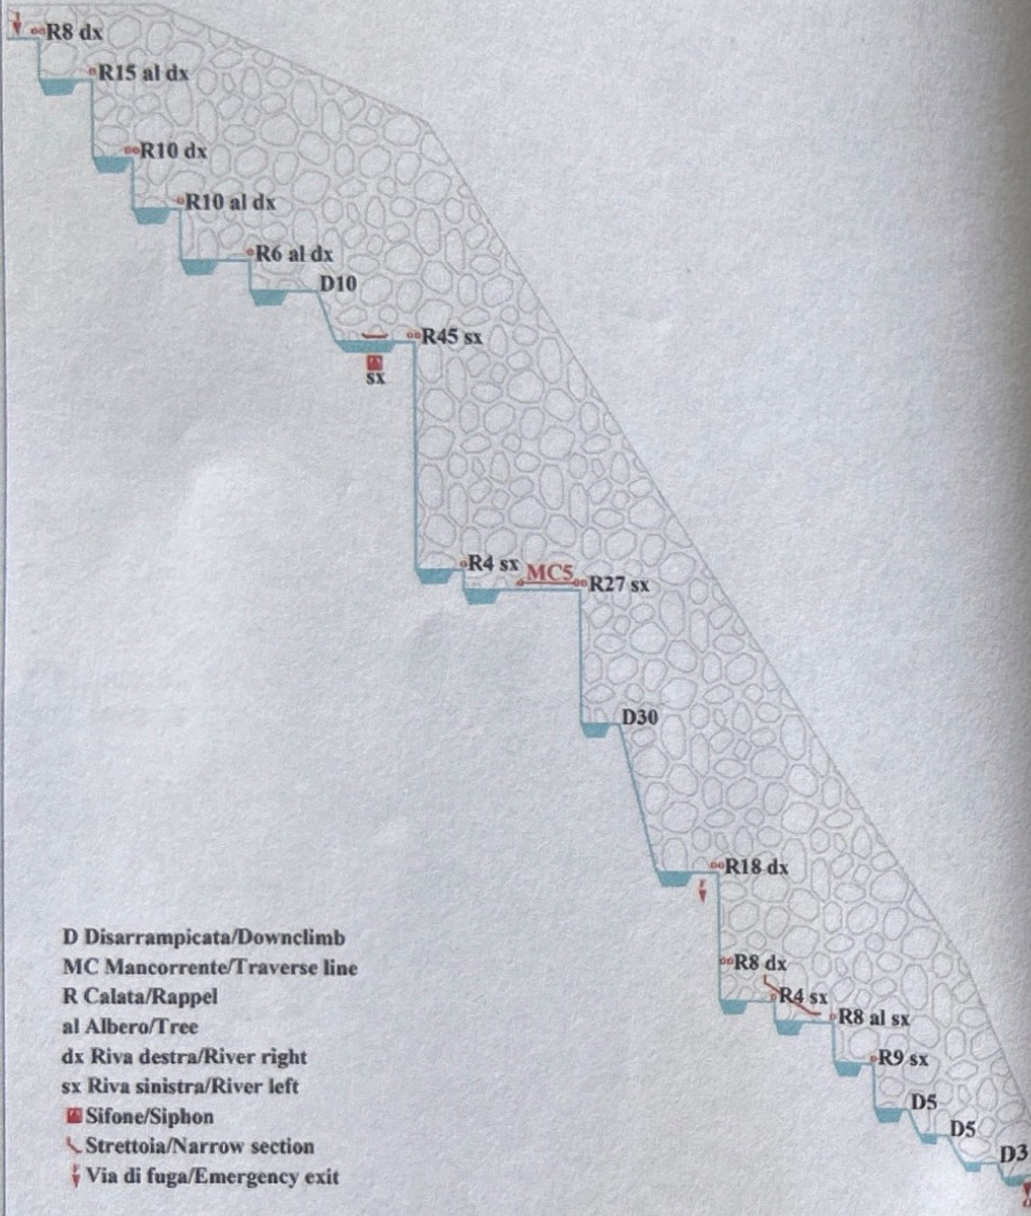 R8 dx
R15 al dx
R10 dx
R10 al dx
R6 al dx
D10
R45 sx
sx
R4 sx
MC5
R27 sx
D30
R18 dx
F
R8 dx
R4 sx
R8 al sx
R9 sx
D5
D5
D3
D Disarrampicata/Downclimb
MC Mancorrente/Traverse line
R Calata/Rappel
al Albero/Tree
dx Riva destra/River right
sx Riva sinistra/River left
Sifone/Siphon
Strettoia/Narrow section
F Via di fuga/Emergency exit